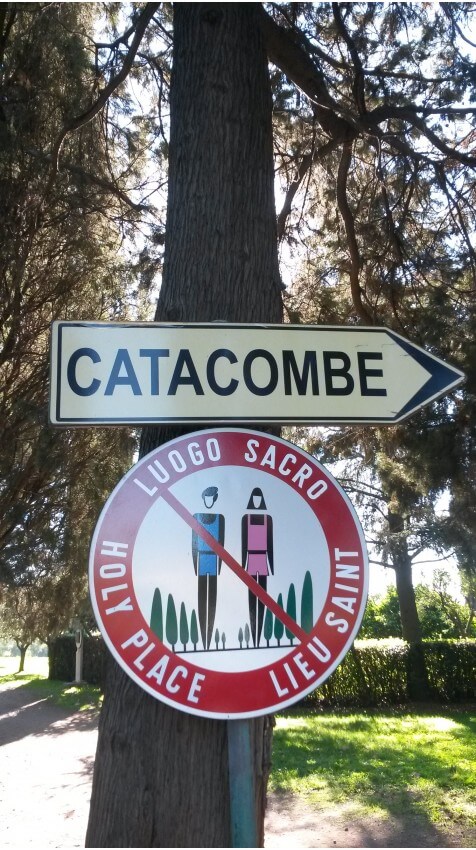 CATACOMBE
LUOGO SACRO
HOLY PLACE
LIEU SAINT